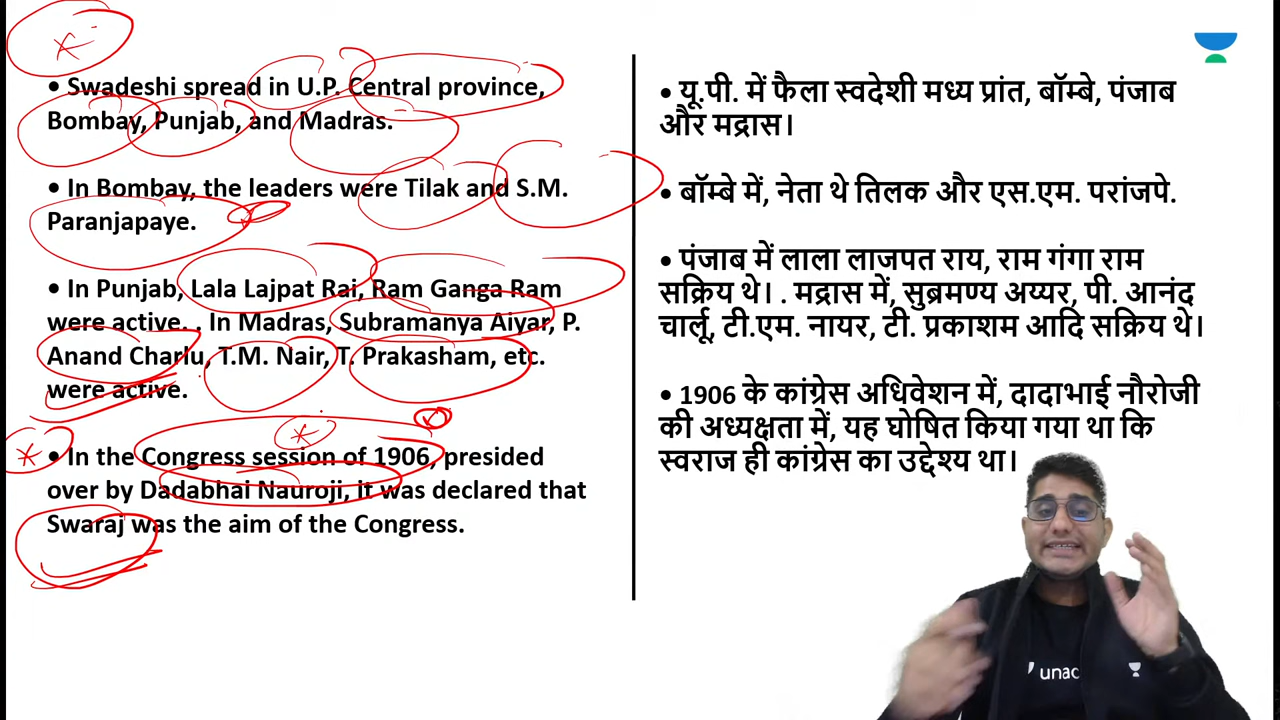 • Swadeshi spread in U.P. Central province,
Bombay, Punjab, and Madras.
• In Bombay, the leaders were Tilak and S.M.
Paranjapaye.
• In Punjab, Lala Lajpat Rai, Ram Ganga Ram
were active. . In Madras, Subramanya Aiyar, P.
Anand Charlu, T.M. Nair, T. Prakasham, etc.
were active.
• In the Congress session of 1906, presided
over by Dadabhai Nauroji, it was declared that
Swaraj was the aim of the Congress.
• यू.पी. में फैला स्वदेशी मध्य प्रांत, बॉम्बे, पंजाब
और मद्रास।
• बॉम्बे में, नेता थे तिलक और एस.एम. परांजपे.
• पंजाब में लाला लाजपत राय, राम गंगा राम
सक्रिय थे। . मद्रास में, सुब्रमण्य अय्यर, पी. आनंद
चार्लू, टी.एम. नायर, टी. प्रकाशम आदि सक्रिय थे।
• 1906 के कांग्रेस अधिवेशन में, दादाभाई नौरोजी
की अध्यक्षता में, यह घोषित किया गया था कि
स्वराज ही कांग्रेस का उद्देश्य था।
unac